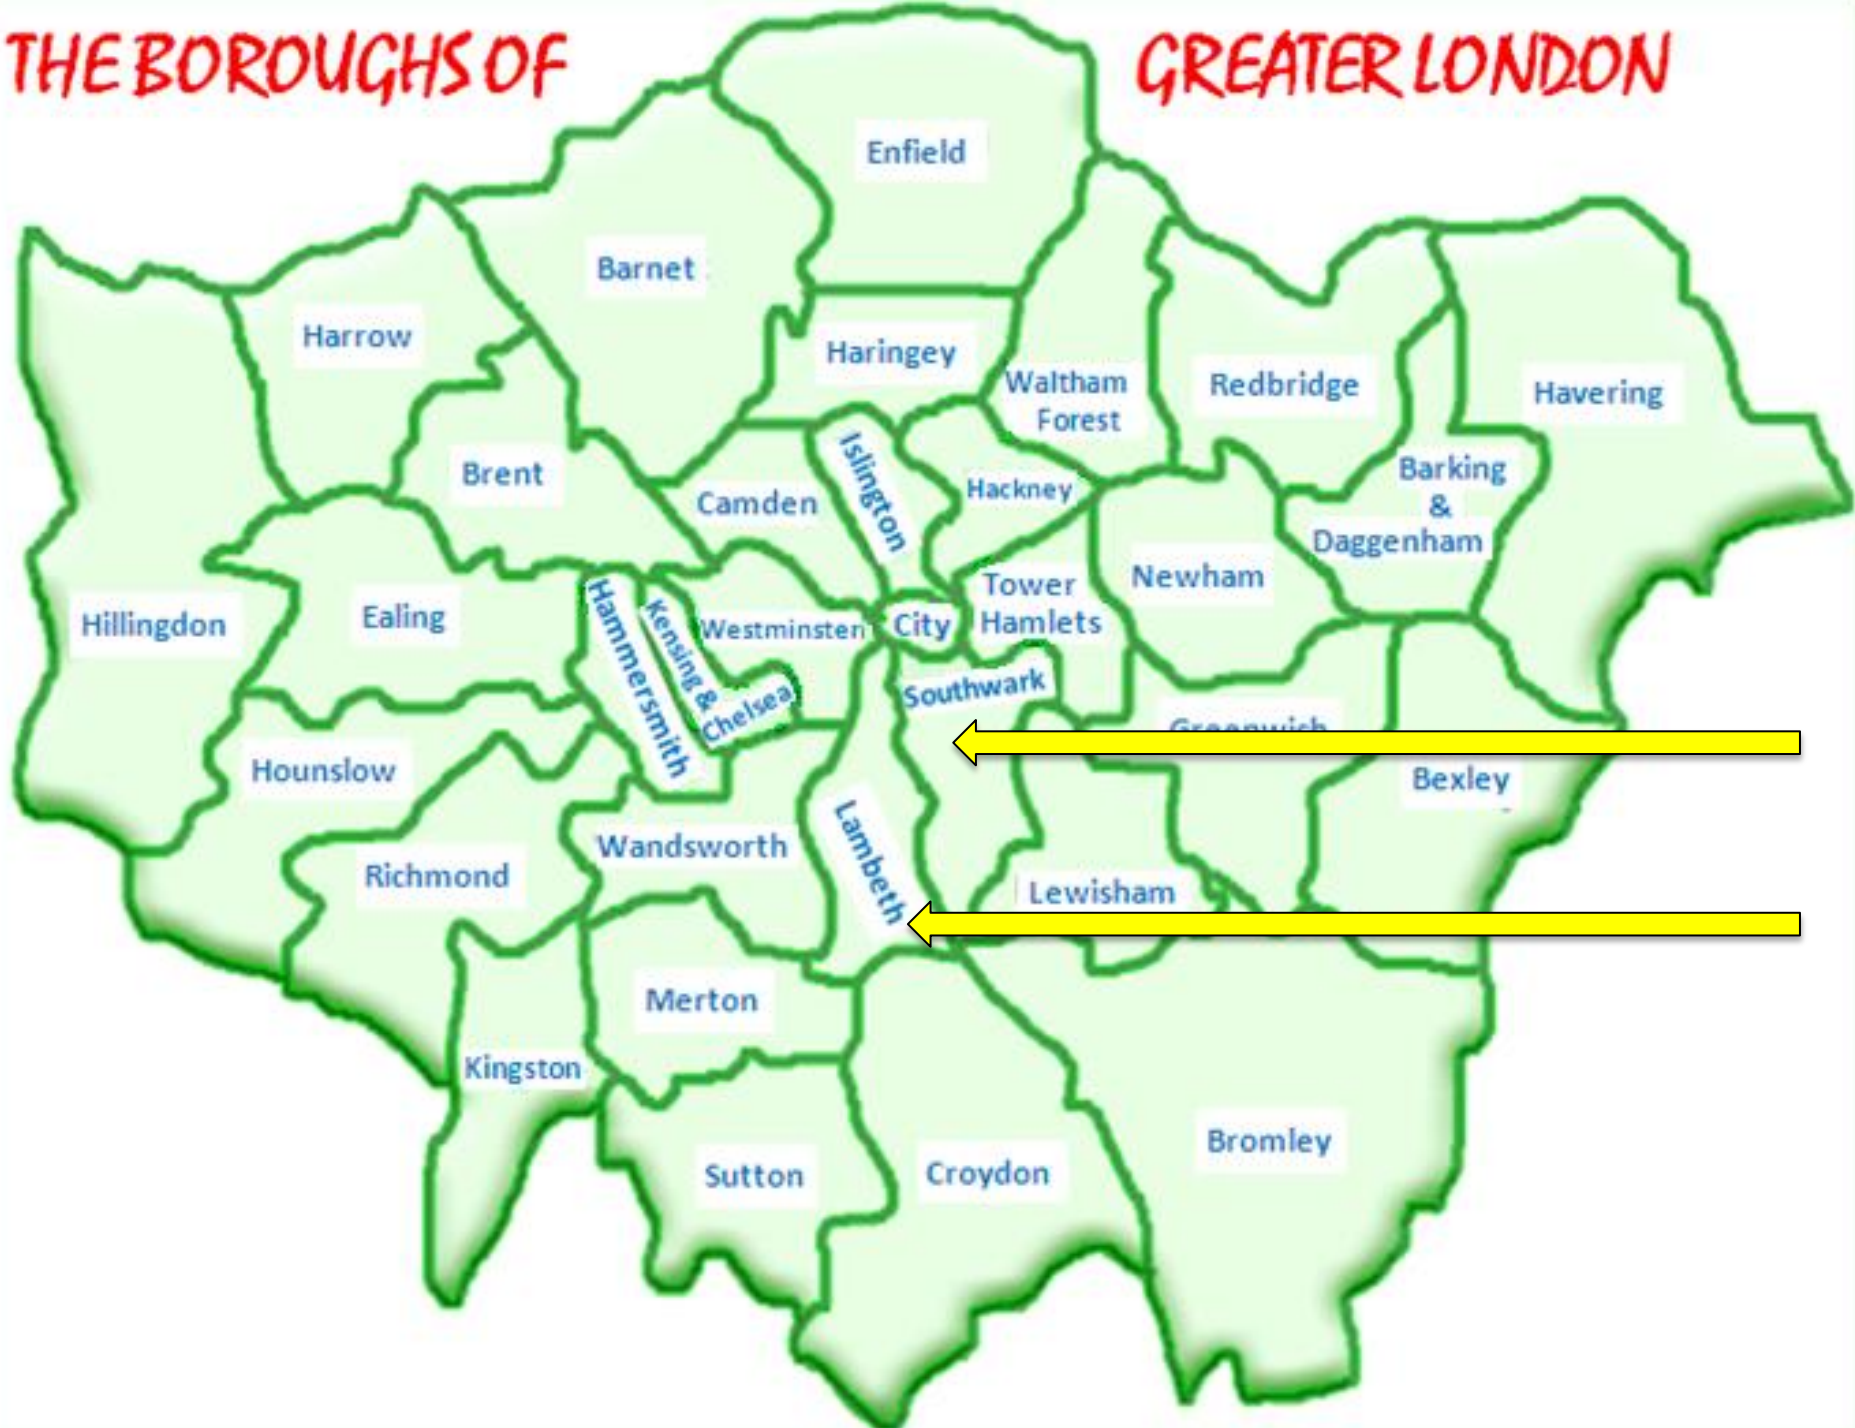 THE BOROUGHS OF GREATER LONDON
Enfield
Barnet
Harrow
Haringey
Waltham
Forest
Redbridge
Havering
Brent
Camden
Islington
Hackney
Barking
&
Daggenham
Newham
Tower
Hamlets
Hillingdon
Ealing
Hammersmith
Kensing &
Chelsea
Westminsten
City
Southwark
Greenwich
Hounslow
Bexley
Wandsworth
Lambeth
Richmond
Lewisham
Merton
Kingston
Sutton
Croydon
Bromley